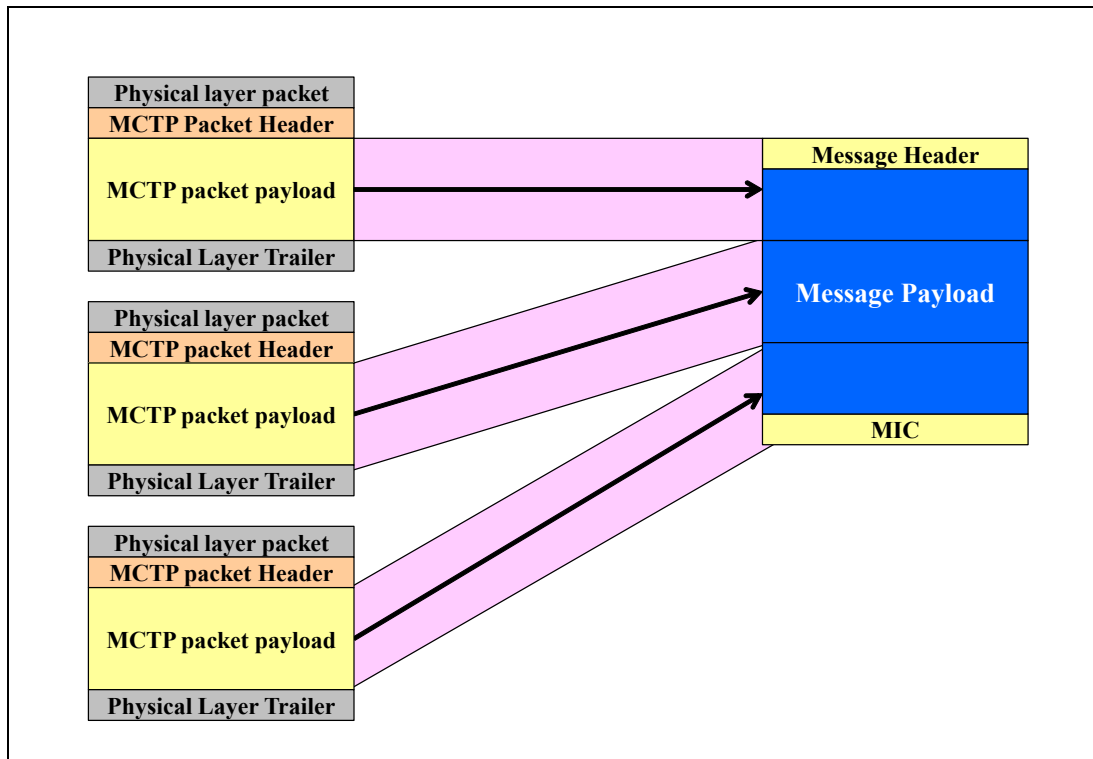 Physical layer packet
MCTP Packet Header
MCTP packet payload
Physical Layer Trailer
Physical layer packet
MCTP packet Header
MCTP packet payload
Physical Layer Trailer
Physical layer packet
MCTP packet Header
MCTP packet payload
Physical Layer Trailer
Message Header
Message Payload
MIC